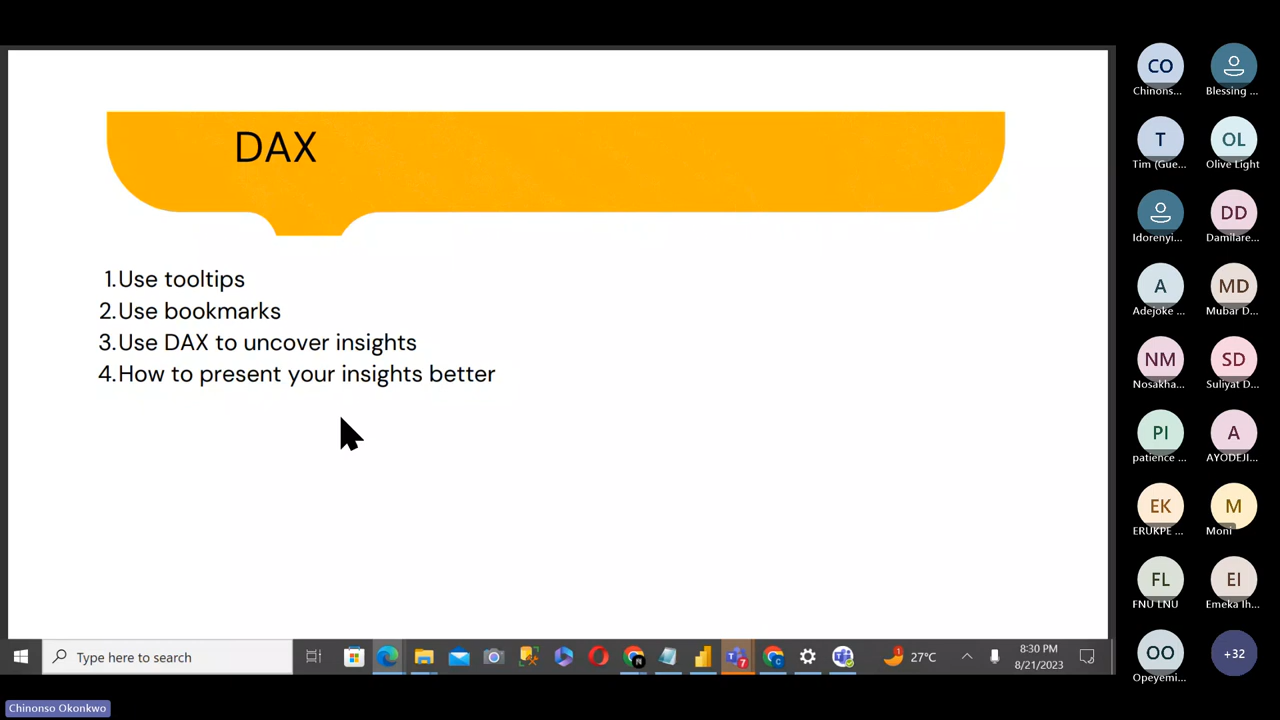 DAX
1.Use tooltips
2.Use bookmarks
3.Use DAX to uncover insights
4.How to present your insights better
CO
Chinons...
Blessing ...
T
Tim (Gue...
OL
Olive Light
Idorenyi...
DD
Damilare...
A
Adejoke ...
MD
Mubar D...
NM
Nosakha...
SD
Suliyat D...
PI
patience ...
A
AYODEJI...
EK
ERUKPE ...
M
Moni
FL
FNU LNU
EI
Emeka Ih...
OO
Opeyemi...
+32
Type here to search
27°C
8:30 PM
8/21/2023
Chinonso Okonkwo